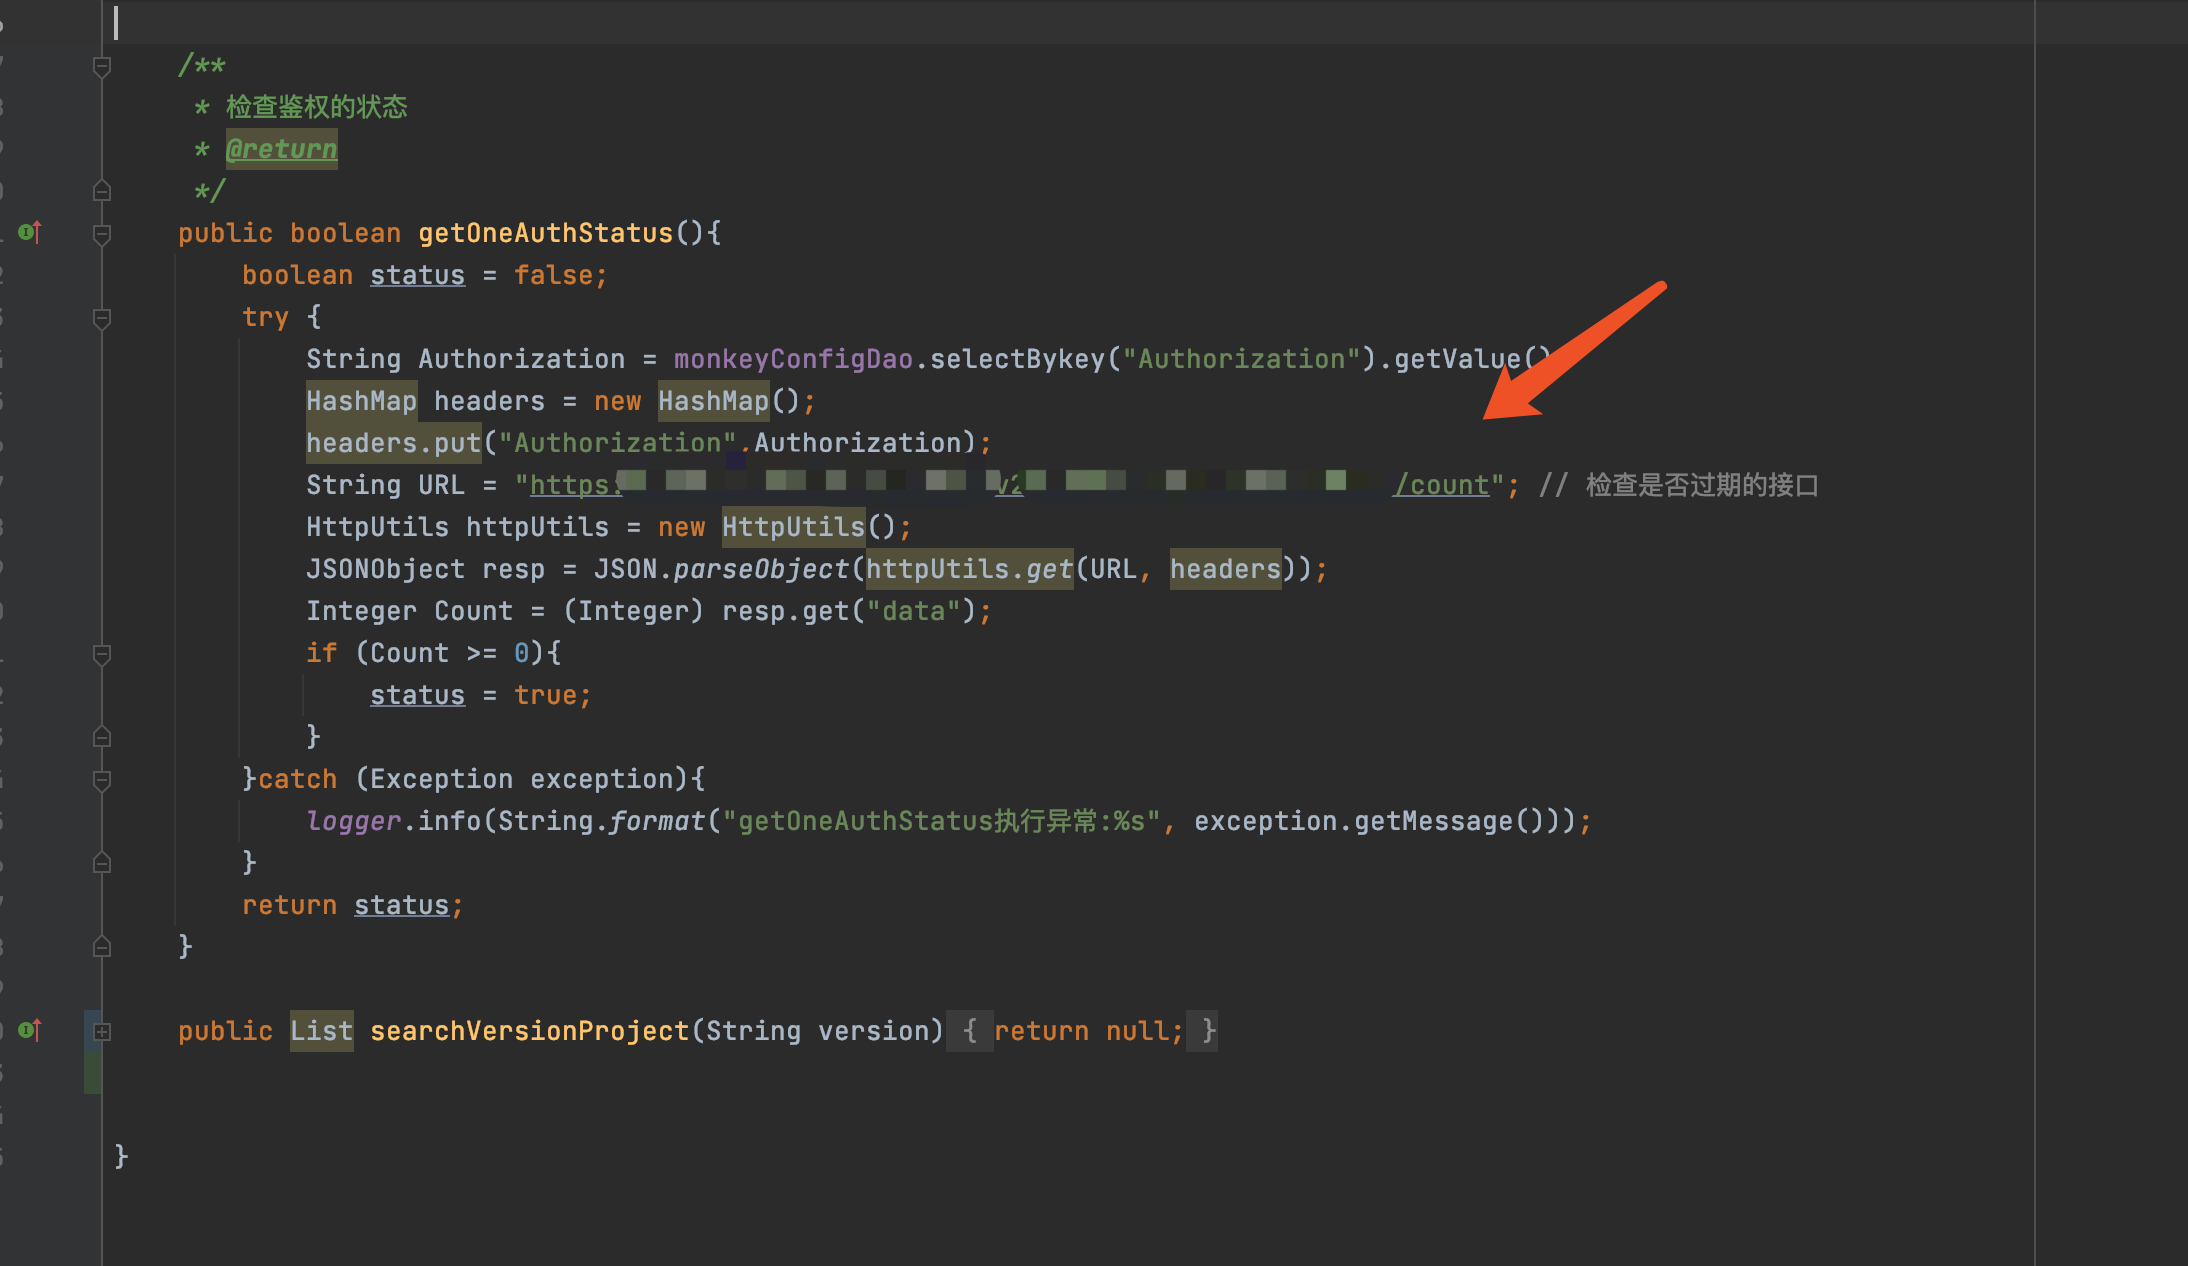 /**
* 检查鉴权的状态
* @return
*/
public boolean getOneAuthStatus(){
boolean status = false;
try {
String Authorization = monkeyConfigDao.selectBykey("Authorization").getValue()
HashMap headers = new HashMap();
headers.put("Authorization",Authorization);
String URL = "https: v2 /count"; // 检查是否过期的接口
HttpUtils httpUtils = new HttpUtils();
JSONObject resp = JSON.parseObject(httpUtils.get(URL, headers));
Integer Count = (Integer) resp.get("data");
if (Count >= 0){
status = true;
}
}catch (Exception exception){
logger.info(String.format("getOneAuthStatus执行异常:%s", exception.getMessage()));
}
return status;
}
public List searchVersionProject(String version) { return null; }
}